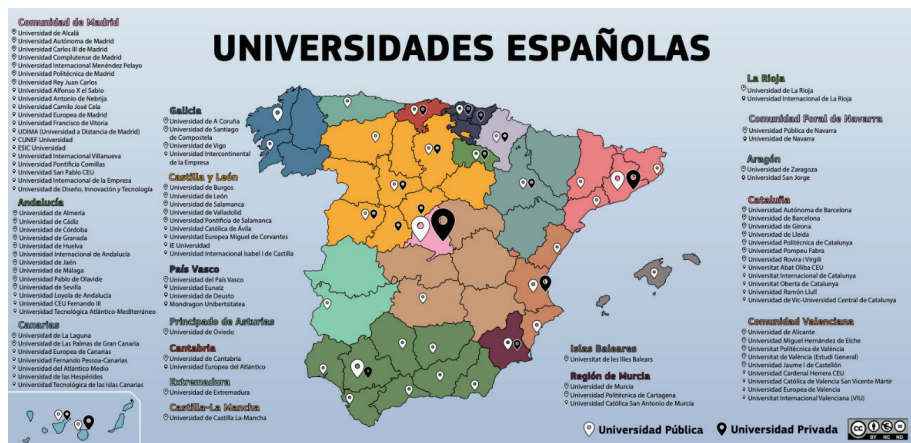 UNIVERSIDADES ESPAÑOLAS
Comunidad de Madrid
Universidad de Alcalá
Universidad Autónoma de Madrid
Universidad Carlos III de Madrid
Universidad Complutense de Madrid
Universidad Internacional Menéndez Pelayo
Universidad Politécnica de Madrid
Universidad Rey Juan Carlos
Universidad Alfonso X el Sabio
Universidad Antonio de Nebrija
Universidad Camilo José Cela
Universidad Europea de Madrid
Universidad Francisco de Vitoria
UDIMA (Universidad a Distancia de Madrid)
CUNEF Universidad
ESIC Universidad
Universidad Internacional Villanueva
Universidad Pontificia Comillas
Universidad San Pablo CEU
Universidad Internacional de la Empresa
Universidad de Diseño, Innovación y Tecnología
Andalucía
Universidad de Almería
Universidad de Cádiz
Universidad de Córdoba
Universidad de Granada
Universidad de Huelva
Universidad Internacional de Andalucía
Universidad de Jaén
Universidad de Málaga
Universidad Pablo de Olavide
Universidad de Sevilla
Universidad Loyola de Andalucía
Universidad CEU Fernando III
Universidad Tecnológica Atlántico-Mediterráneo
Canarias
Universidad de La Laguna
Universidad de Las Palmas de Gran Canaria
Universidad Europea de Canarias
Universidad Fernando Pessoa-Canarias
Universidad del Atlántico Medio
Universidad de las Hespérides
Universidad Tecnológica de las Islas Canarias
Galicia
Universidad de A Coruña
Universidad de Santiago
de Compostela
Universidad de Vigo
Universidad Intercontinental
de la Empresa
Castilla y León
Universidad de Burgos
Universidad de León
Universidad de Salamanca
Universidad de Valladolid
Universidad Pontificia de Salamanca
Universidad Católica de Ávila
Universidad Europea Miguel de Cervantes
IE Universidad
Universidad Internacional Isabel I de Castilla
País Vasco
Universidad del País Vasco
Universidad Euneiz
Universidad de Deusto
Mondragon Unibertsitatea
Principado de Asturias
Universidad de Oviedo
Cantabria
Universidad de Cantabria
Universidad Europea del Atlántico
Extremadura
Universidad de Extremadura
Castilla-La Mancha
Universidad de Castilla La-Mancha
Islas Baleares
Universitat de les Illes Balears
Región de Murcia
Universidad de Murcia
Universidad Politécnica de Cartagena
Universidad Católica San Antonio de Murcia
La Rioja
Universidad de La Rioja
Universidad Internacional de La Rioja
Comunidad Foral de Navarra
Universidad Pública de Navarra
Universidad de Navarra
Aragón
Universidad de Zaragoza
Universidad San Jorge
Cataluña
Universidad Autónoma de Barcelona
Universidad de Barcelona
Universidad de Girona
Universidad de Lleida
Universidad Politécnica de Catalunya
Universidad Pompeu Fabra
Universidad Rovira i Virgili
Universitat Abat Oliba CEU
Universitat Internacional de Catalunya
Universitat Oberta de Catalunya
Universidad Ramón Llull
Universidad de Vic-Universidad Central de Catalunya
Comunidad Valenciana
Universidad de Alicante
Universidad Miguel Hernández de Elche
Universitat Politécnica de València
Universitat de València (Estudi General)
Universidad Jaume I de Castellón
Universidad Cardenal Herrera CEU
Universidad Católica de Valencia San Vicente Mártir
Universidad Europea de Valencia
Universitat Internacional Valenciana (VIU)
Universidad Pública
Universidad Privada
CC
BY NC ND